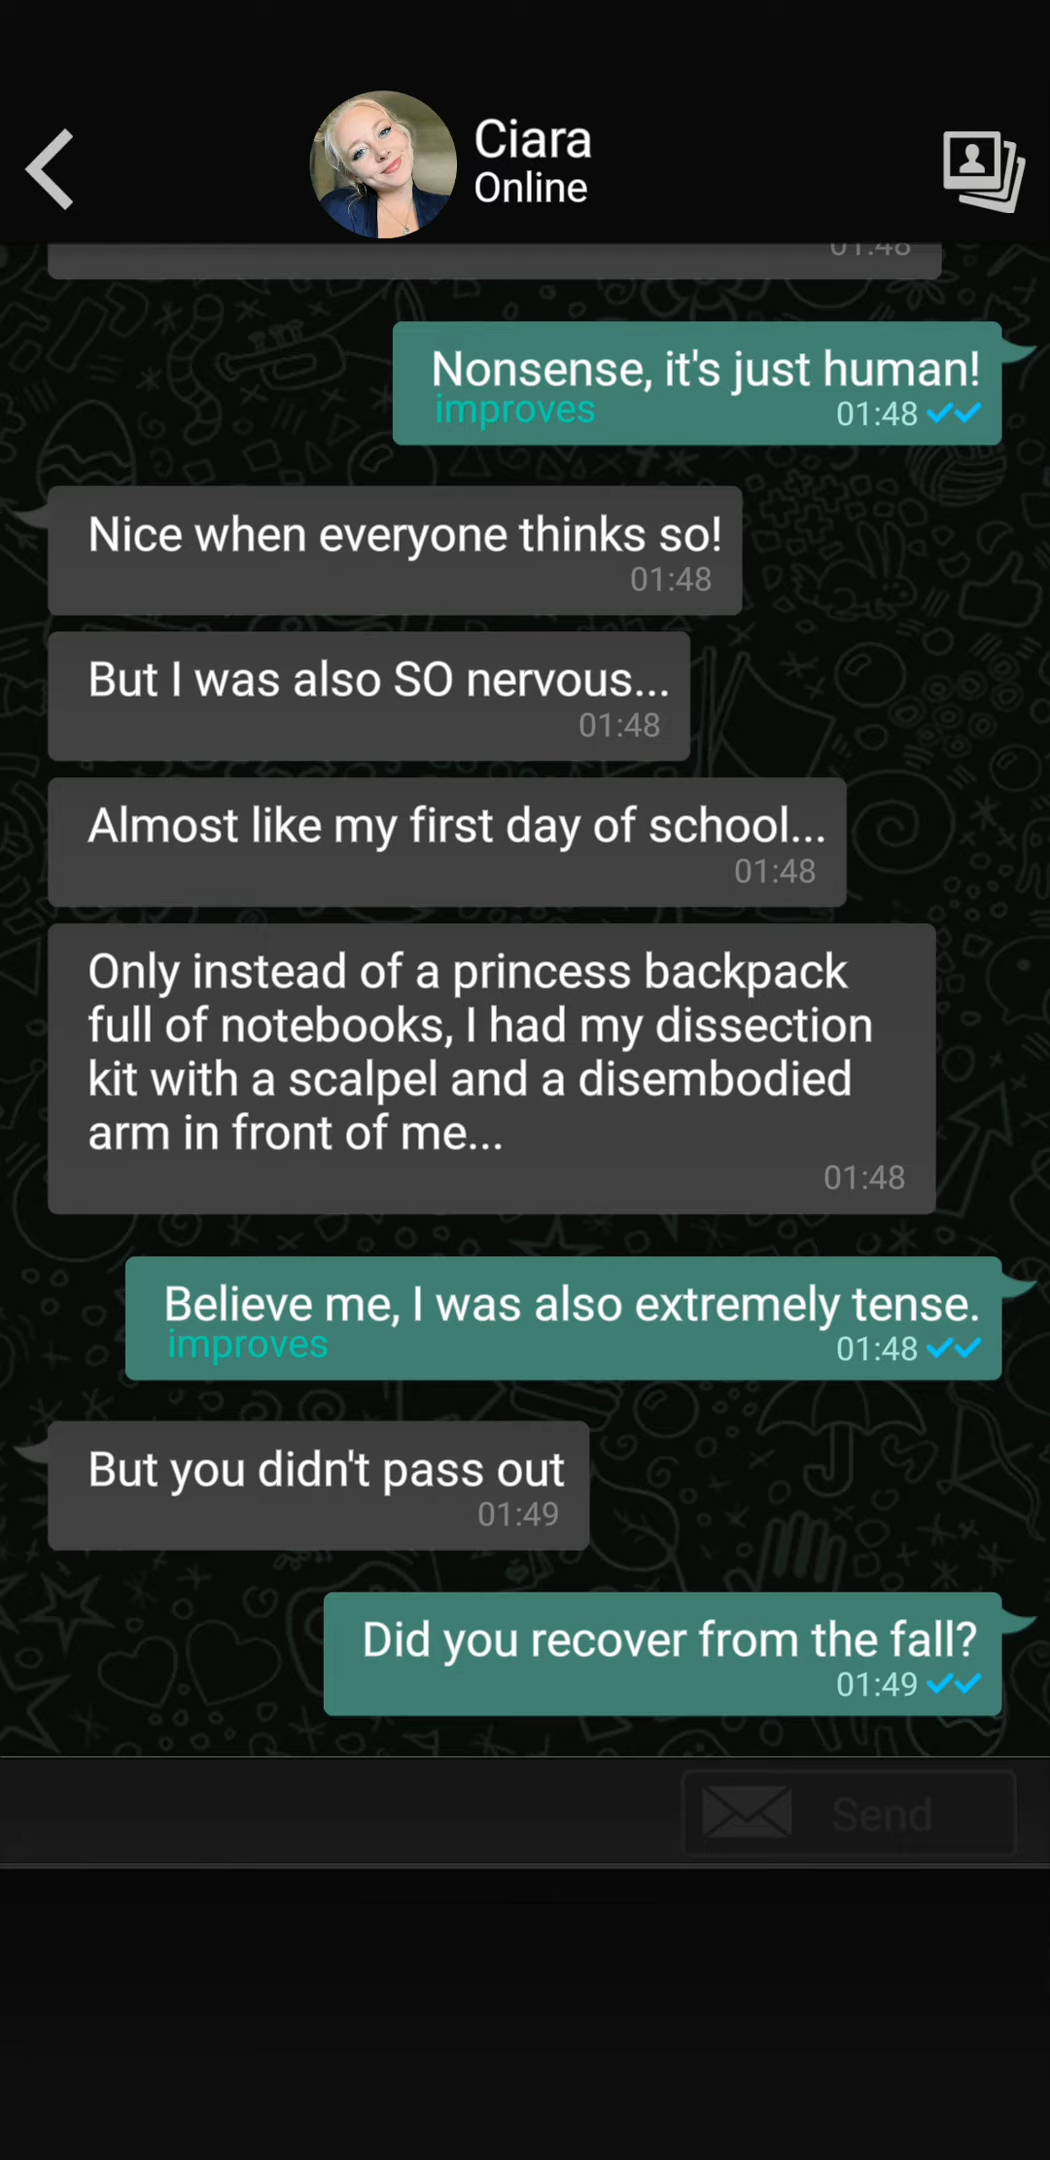 Ciara
Online
01:48
Nonsense, it's just human!
improves 01:48
Nice when everyone thinks so!
01:48
But I was also SO nervous...
01:48
Almost like my first day of school...
01:48
Only instead of a princess backpack
full of notebooks, I had my dissection
kit with a scalpel and a disembodied
arm in front of me...
01:48
Believe me, I was also extremely tense.
improves 01:48
But you didn't pass out
01:49
Did you recover from the fall?
01:49
Send